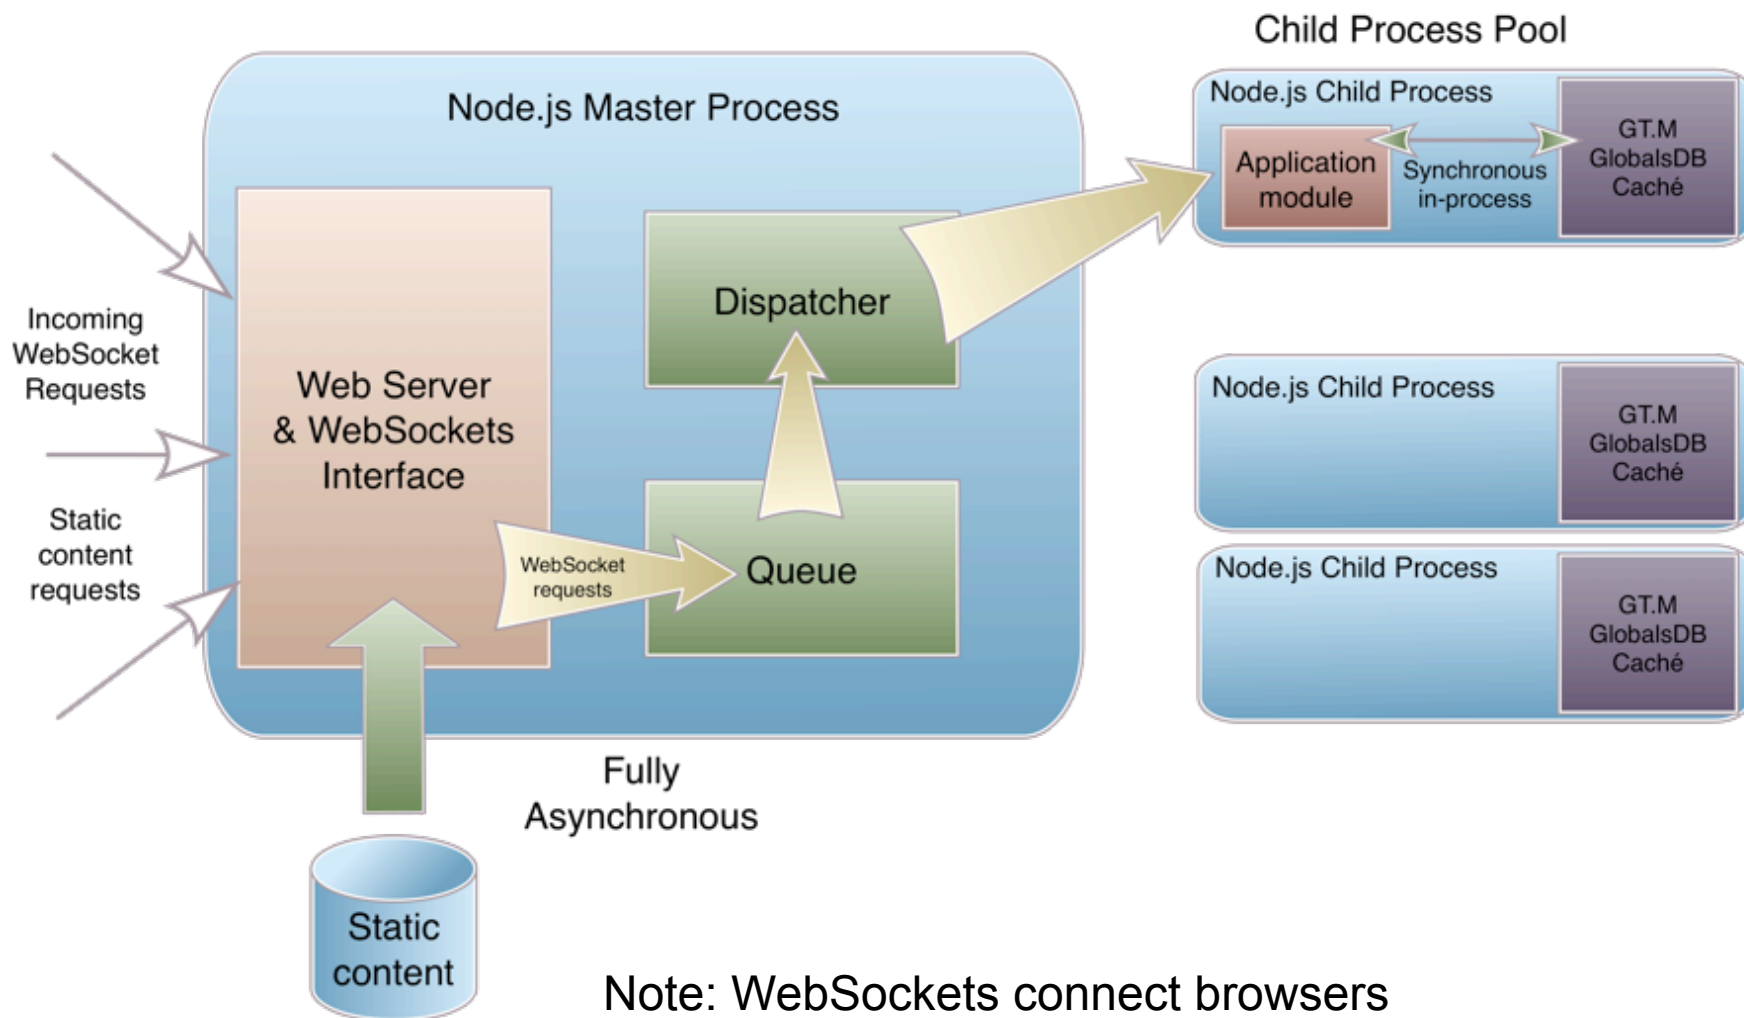 Child Process Pool
Node.js Master Process
Incoming
WebSocket
Requests
Static
content
requests
Web Server
& WebSockets
Interface
WebSocket
requests
Dispatcher
Queue
Fully
Asynchronous
Static
content
Node.js Child Process
Application
module
Synchronous
in-process
GT.M
GlobalsDB
Caché
Node.js Child Process
GT.M
GlobalsDB
Caché
Node.js Child Process
GT.M
GlobalsDB
Caché
Note: WebSockets connect browsers